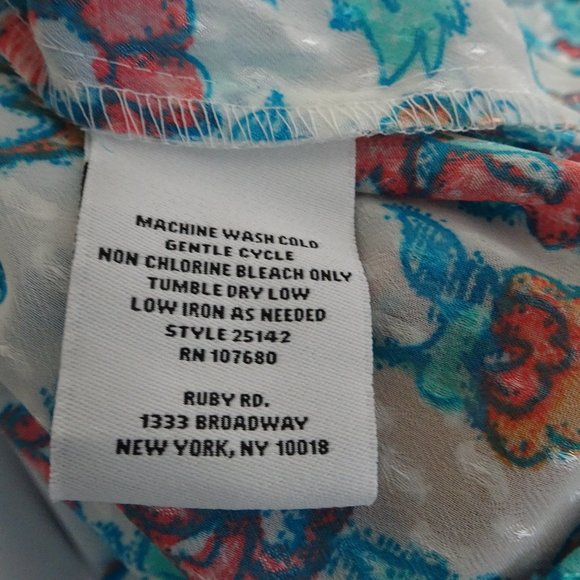 MACHINE WASH COLD
GENTLE CYCLE
NON CHLORINE BLEACH ONLY
TUMBLE DRY LOW
LOW IRON AS NEEDED
STYLE 25142
RN 107680
RUBY RD.
1333 BROADWAY
NEW YORK, NY 10018